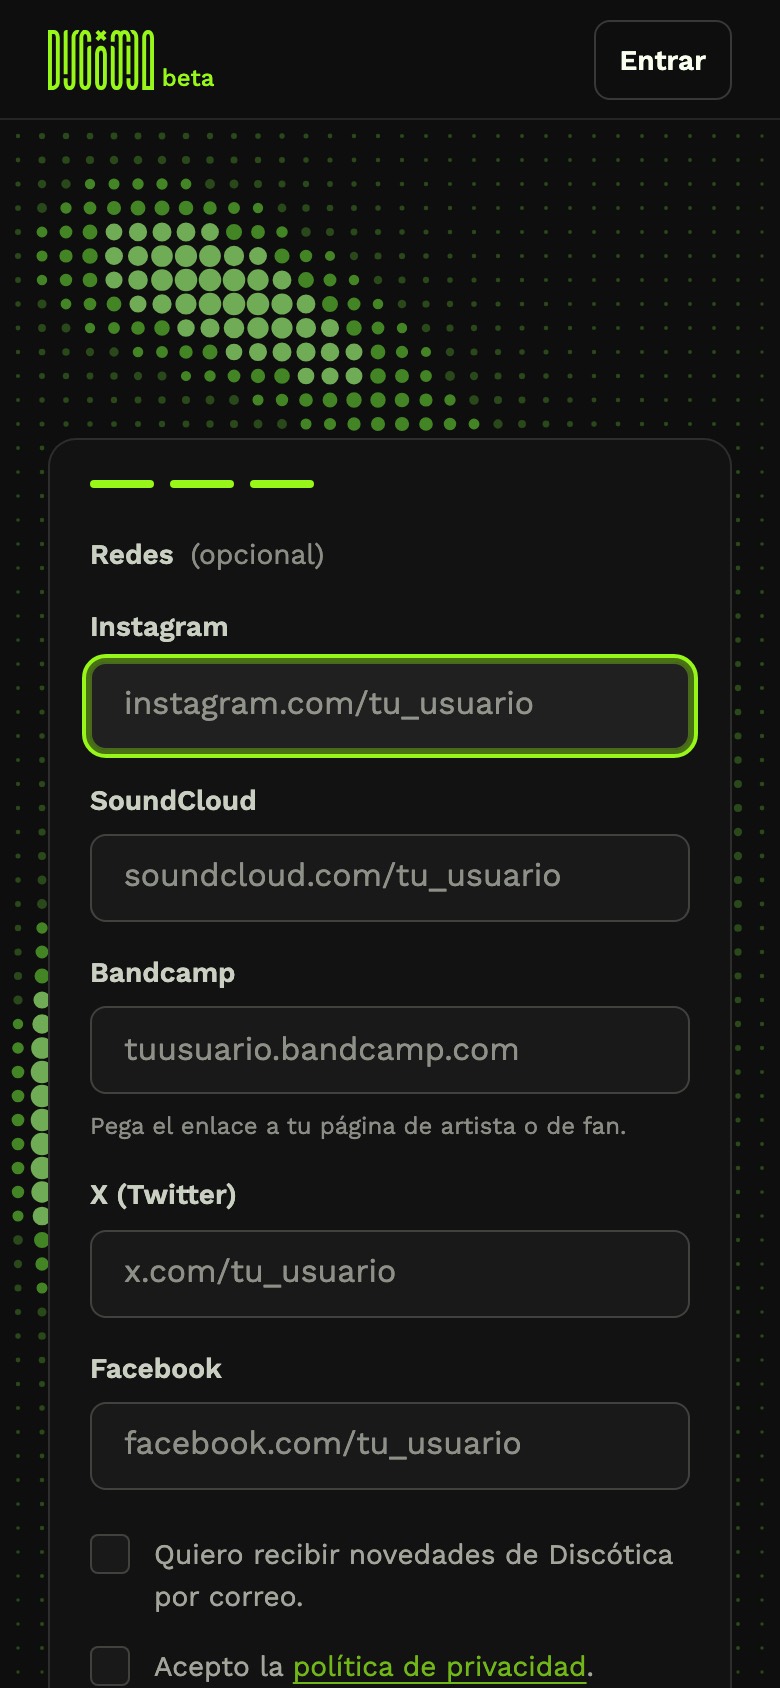 beta
Entrar
Redes (opcional)
Instagram
instagram.com/tu_usuario
SoundCloud
soundcloud.com/tu_usuario
Bandcamp
tuusuario.bandcamp.com
Pega el enlace a tu página de artista o de fan.
X (Twitter)
x.com/tu_usuario
Facebook
facebook.com/tu_usuario
Quiero recibir novedades de Discótica
por correo.
Acepto la política de privacidad.